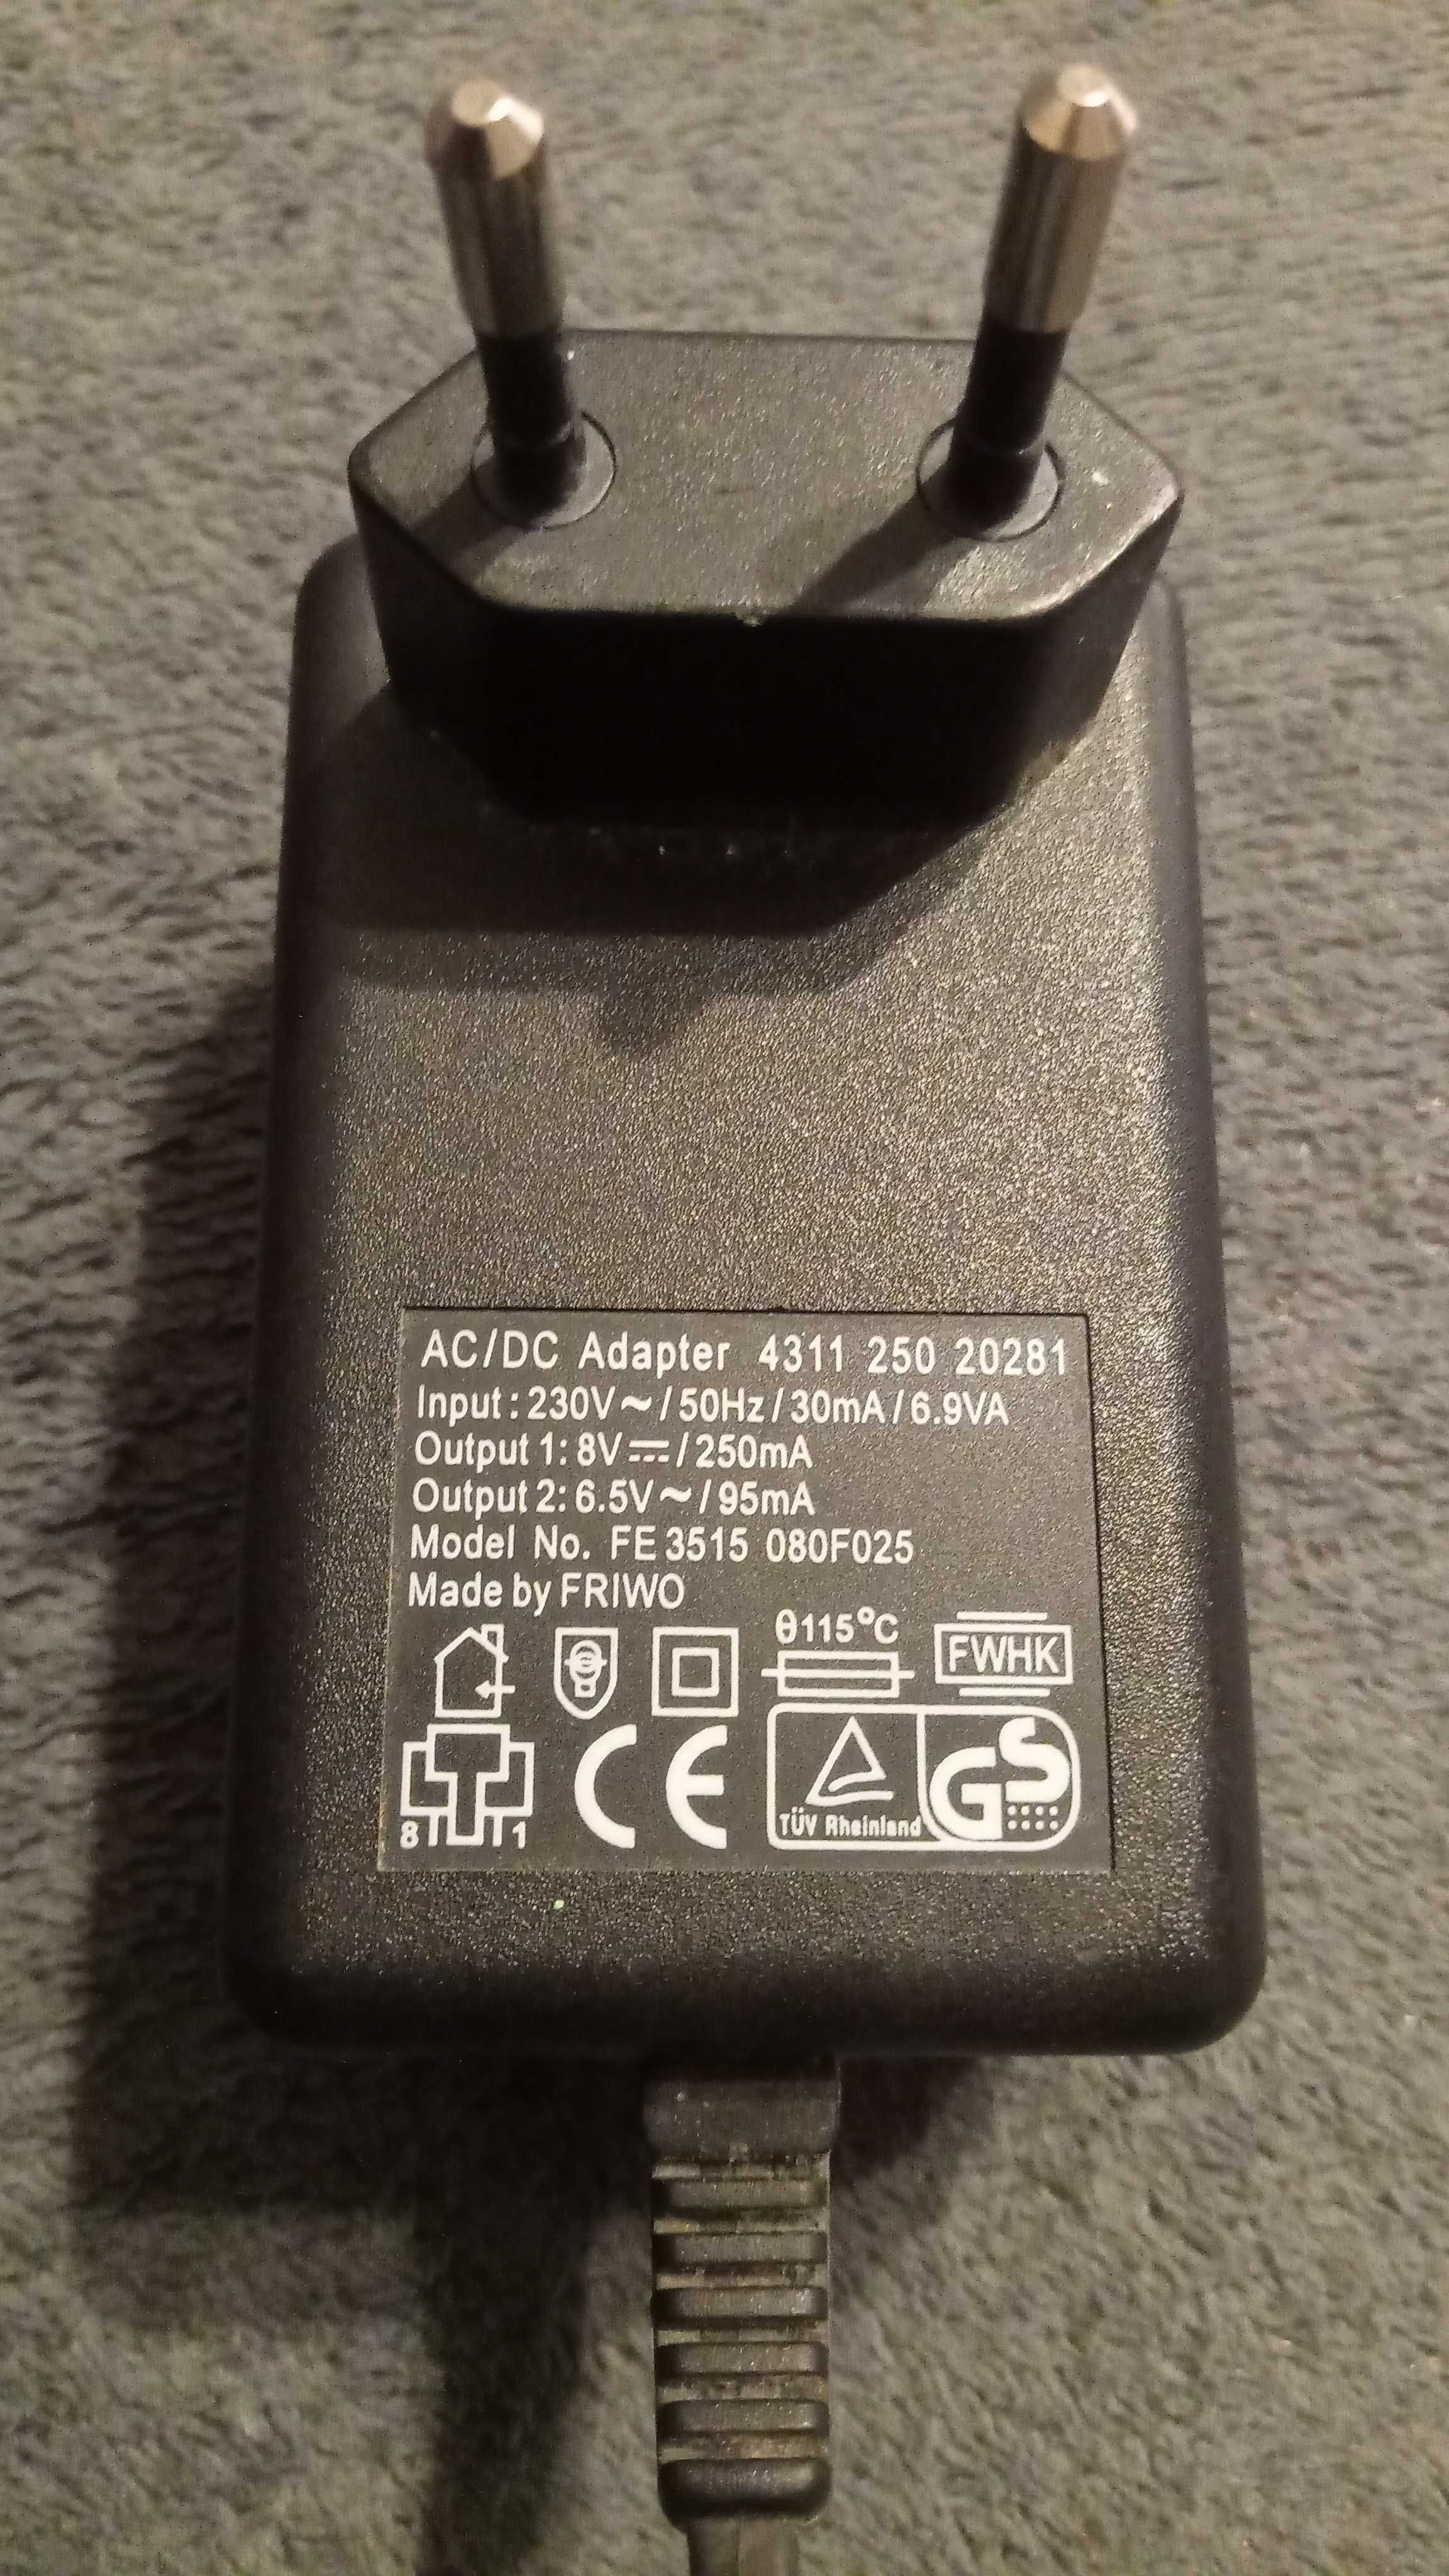 AC/DC Adapter 4311 250 20281
Input: 230V~/50Hz/30mA/6.9VA
Output 1: 8V⎓/250mA
Output 2: 6.5V~/95mA
Model No. FE 3515 080F025
Made by FRIWO
θ115°C
FWHK
8 1
CE
TÜV Rheinland
GS